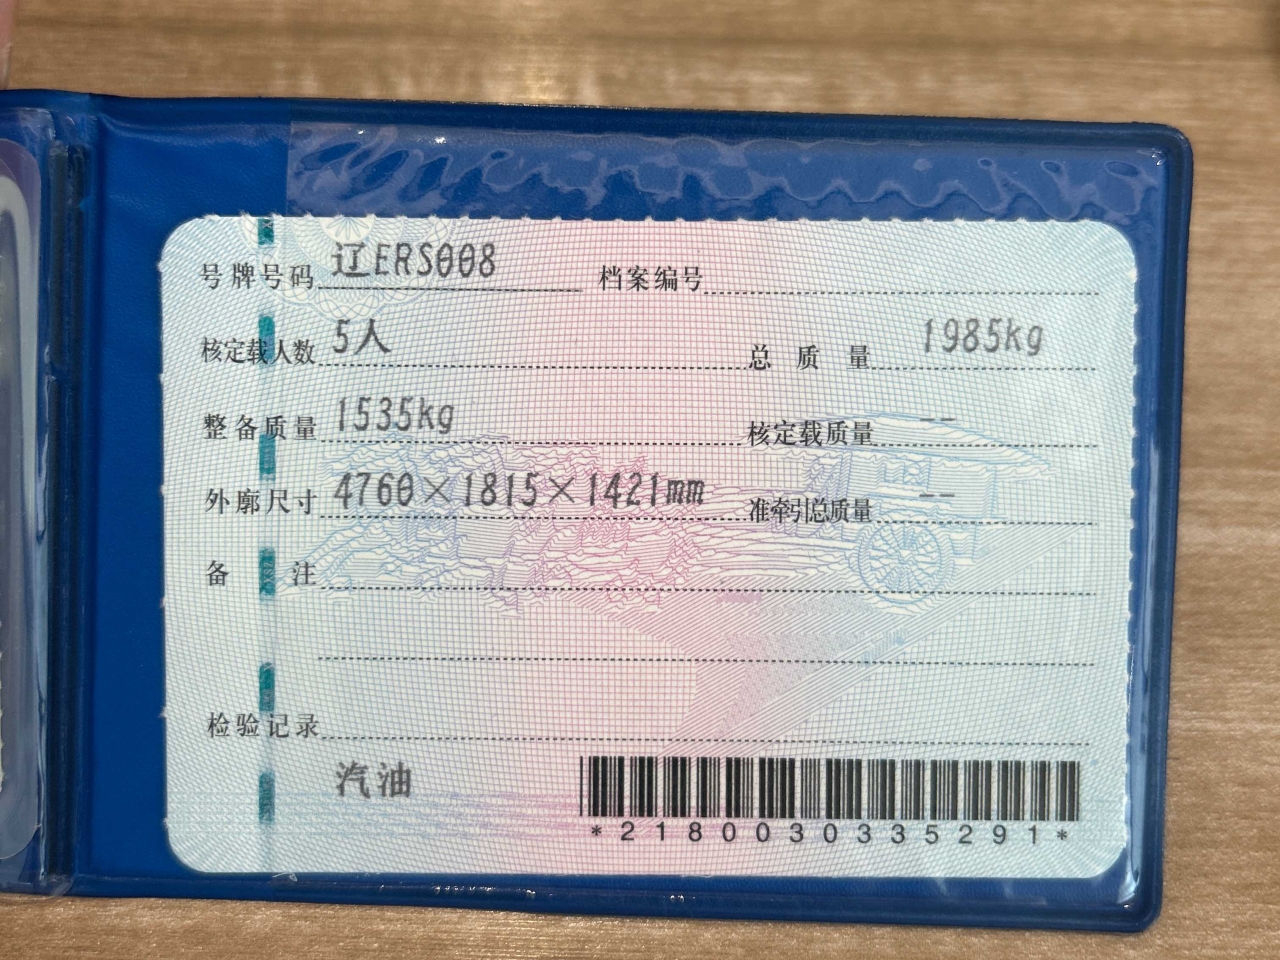 号牌号码 辽ERS008 档案编号
核定载人数 5人 总质量 1985kg
整备质量 1535kg 核定载质量 --
外廓尺寸 4760×1815×1421mm 准牵引总质量 --
备注
检验记录
汽油
*2180030335291*